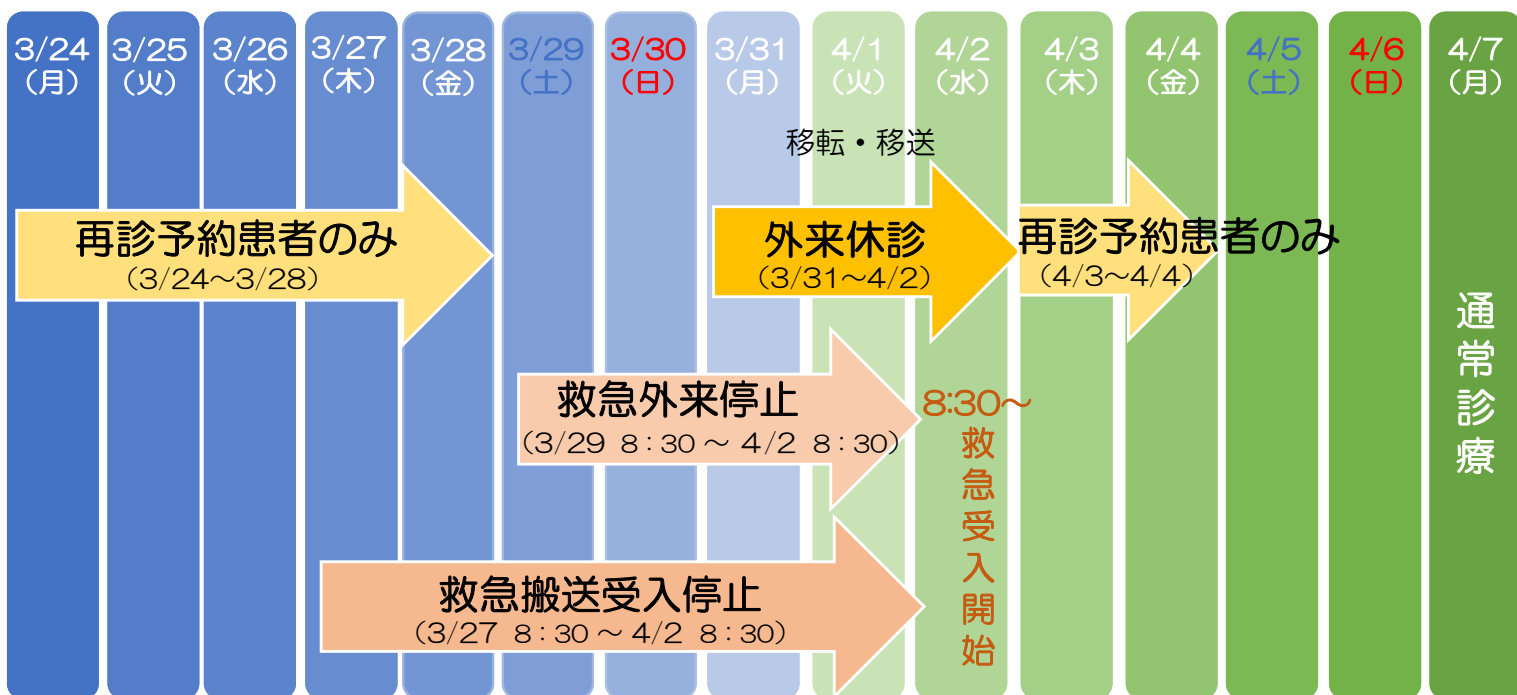 3/24
(月)
3/25
(火)
3/26
(水)
3/27
(木)
3/28
(金)
3/29
(土)
3/30
(日)
3/31
(月)
4/1
(火)
4/2
(水)
4/3
(木)
4/4
(金)
4/5
(土)
4/6
(日)
4/7
(月)
移転・移送
再診予約患者のみ
(3/24～3/28)
外来休診
(3/31～4/2)
再診予約患者のみ
(4/3～4/4)
救急外来停止
(3/29 8:30 ～ 4/2 8:30)
救急搬送受入停止
(3/27 8:30 ～ 4/2 8:30)
8:30～
救急受入開始
通常診療